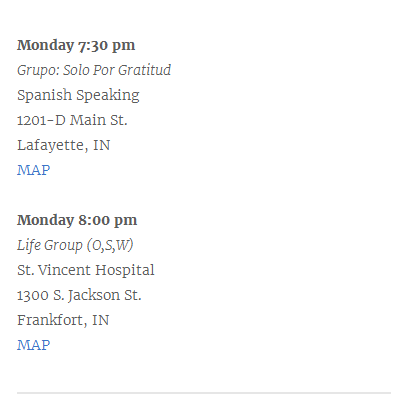 Monday 7:30 pm
Grupo: Solo Por Gratitud
Spanish Speaking
1201-D Main St.
Lafayette, IN
MAP
Monday 8:00 pm
Life Group (O,S,W)
St. Vincent Hospital
1300 S. Jackson St.
Frankfort, IN
MAP